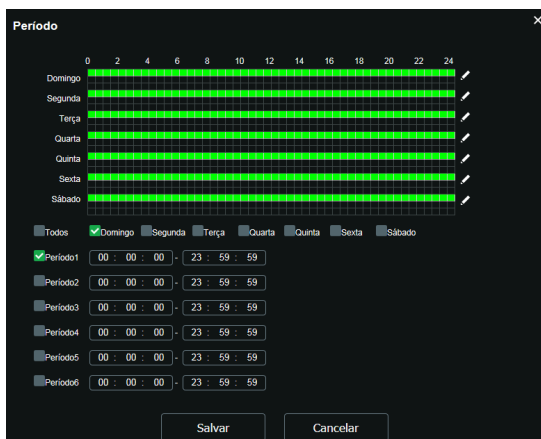 Período
0 2 4 6 8 10 12 14 16 18 20 22 24
Domingo
Segunda
Terça
Quarta
Quinta
Sexta
Sábado
Todos Domingo Segunda Terça Quarta Quinta Sexta Sábado
Período1 00 : 00 : 00 - 23 : 59 : 59
Período2 00 : 00 : 00 - 23 : 59 : 59
Período3 00 : 00 : 00 - 23 : 59 : 59
Período4 00 : 00 : 00 - 23 : 59 : 59
Período5 00 : 00 : 00 - 23 : 59 : 59
Período6 00 : 00 : 00 - 23 : 59 : 59
Salvar Cancelar